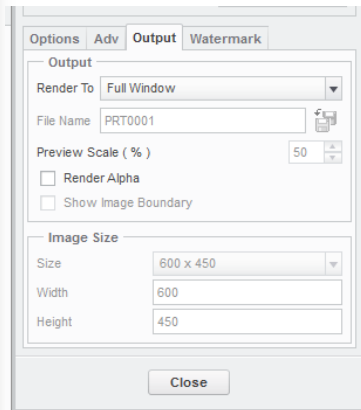 Options Adv Output Watermark
Output
Render To Full Window
File Name PRT0001
Preview Scale ( % ) 50
Render Alpha
Show Image Boundary
Image Size
Size 600 x 450
Width 600
Height 450
Close